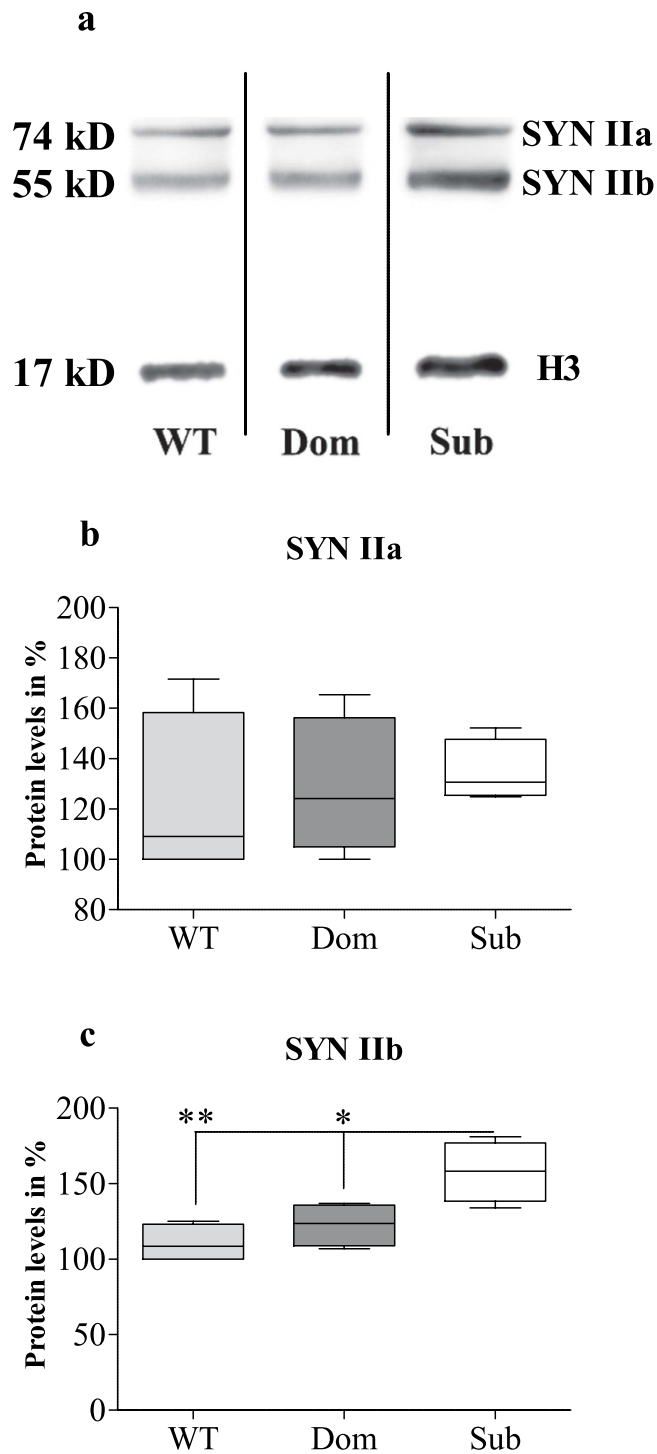 a
74 kD SYN IIa
55 kD SYN IIb
17 kD H3
WT Dom Sub
b
SYN IIa
Protein levels in %
200
180
160
140
120
100
80
WT Dom Sub
c
SYN IIb
Protein levels in %
200
150
100
50
0
** *
WT Dom Sub